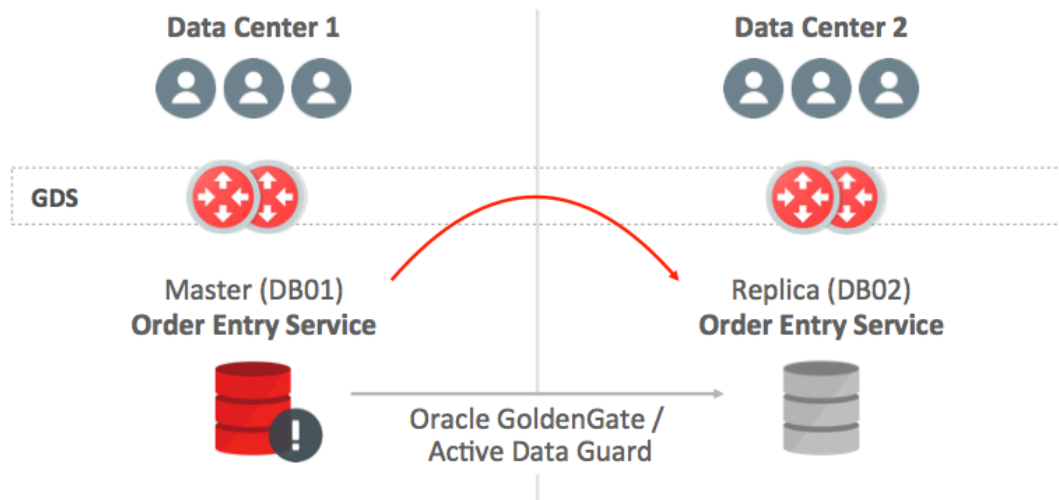 Data Center 1
Data Center 2
GDS
Master (DB01)
Order Entry Service
Replica (DB02)
Order Entry Service
!
Oracle GoldenGate /
Active Data Guard